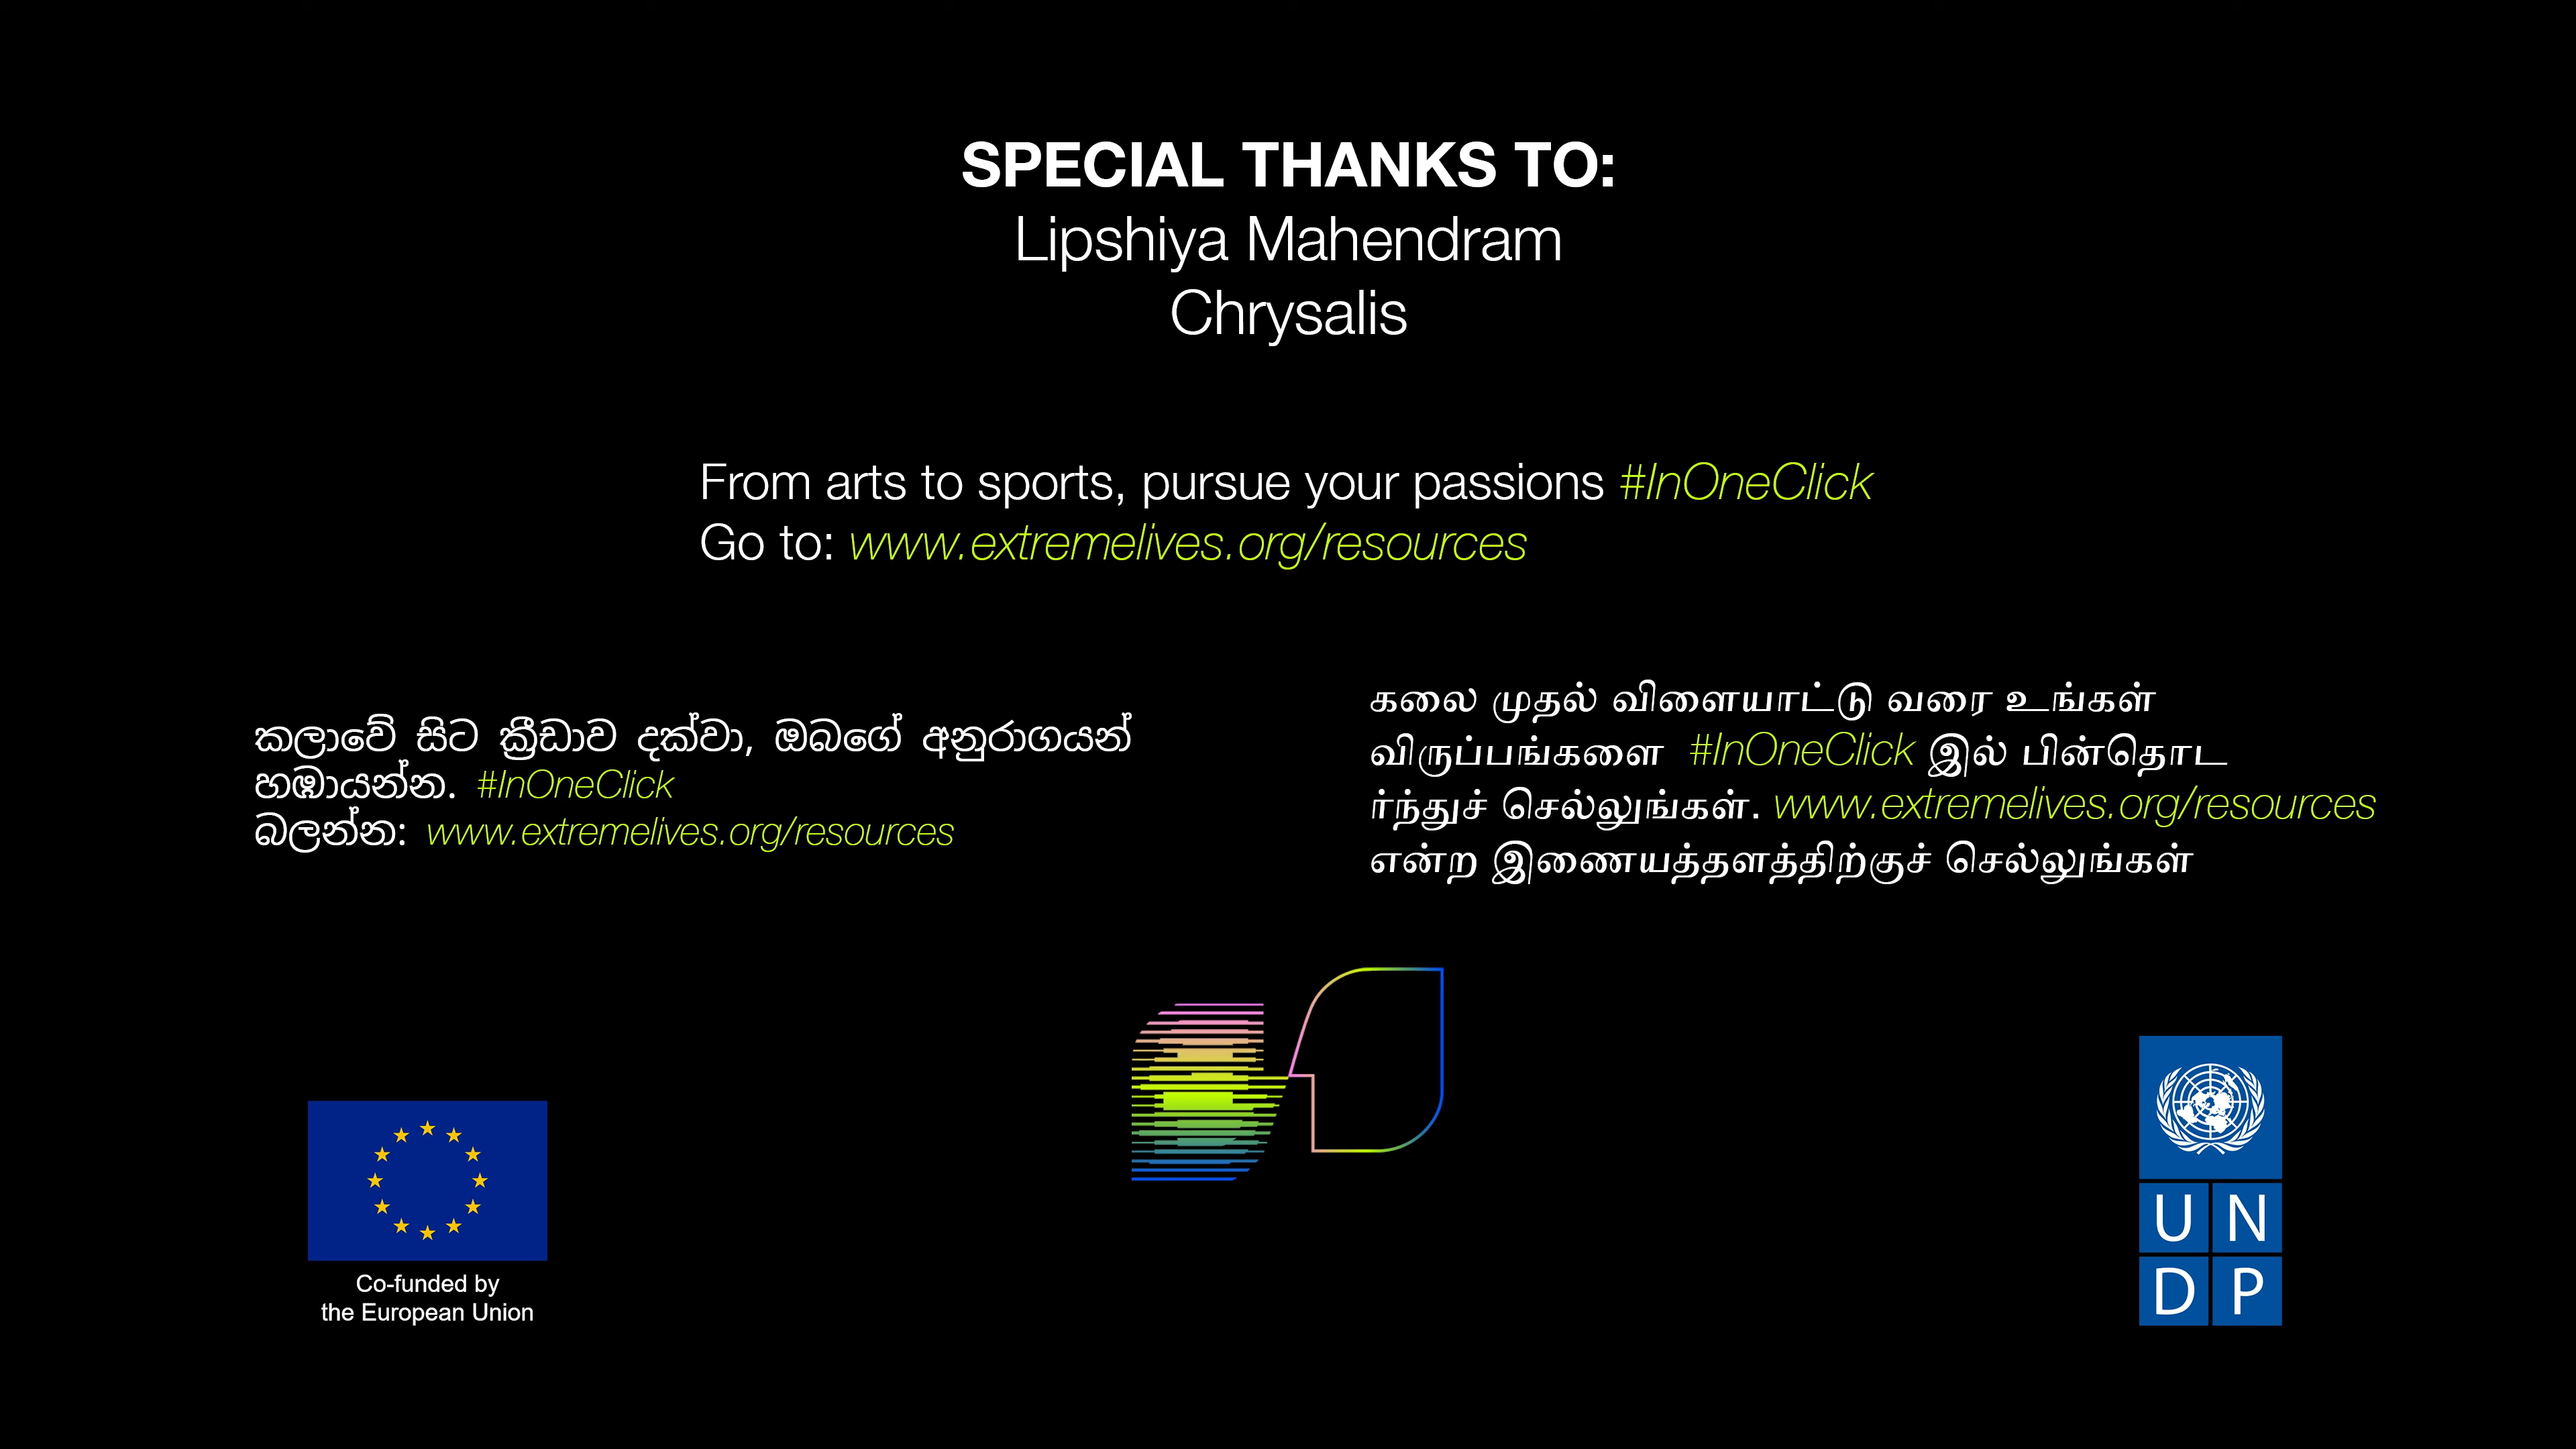 SPECIAL THANKS TO:
Lipshiya Mahendram
Chrysalis
From arts to sports, pursue your passions #InOneClick
Go to: www.extremelives.org/resources
කලාවේ සිට ක්‍රීඩාව දක්වා, ඔබගේ අනුරාගයන්
හඹායන්න. #InOneClick
බලන්න: www.extremelives.org/resources
கலை முதல் விளையாட்டு வரை உங்கள்
விருப்பங்களை #InOneClick இல் பின்தொட
ர்ந்துச் செல்லுங்கள். www.extremelives.org/resources
என்ற இணையத்தளத்திற்குச் செல்லுங்கள்
Co-funded by
the European Union
U N
D P